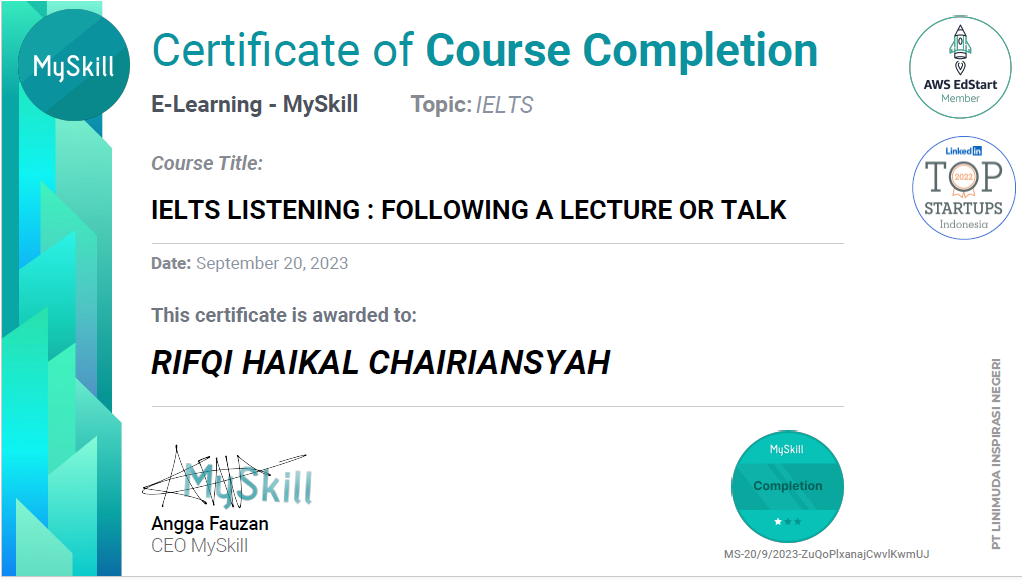 MySkill
Certificate of Course Completion
E-Learning - MySkill Topic: IELTS
AWS EdStart
Member
Course Title:
IELTS LISTENING : FOLLOWING A LECTURE OR TALK
Linked in
TOP
2022
STARTUPS
Indonesia
Date: September 20, 2023
This certificate is awarded to:
RIFQI HAIKAL CHAIRIANSYAH
MySkill
Angga Fauzan
CEO MySkill
MySkill
Completion
MS-20/9/2023-ZuQoPlxanajCwvlKwmUJ
PT LINIMUDA INSPIRASI NEGERI